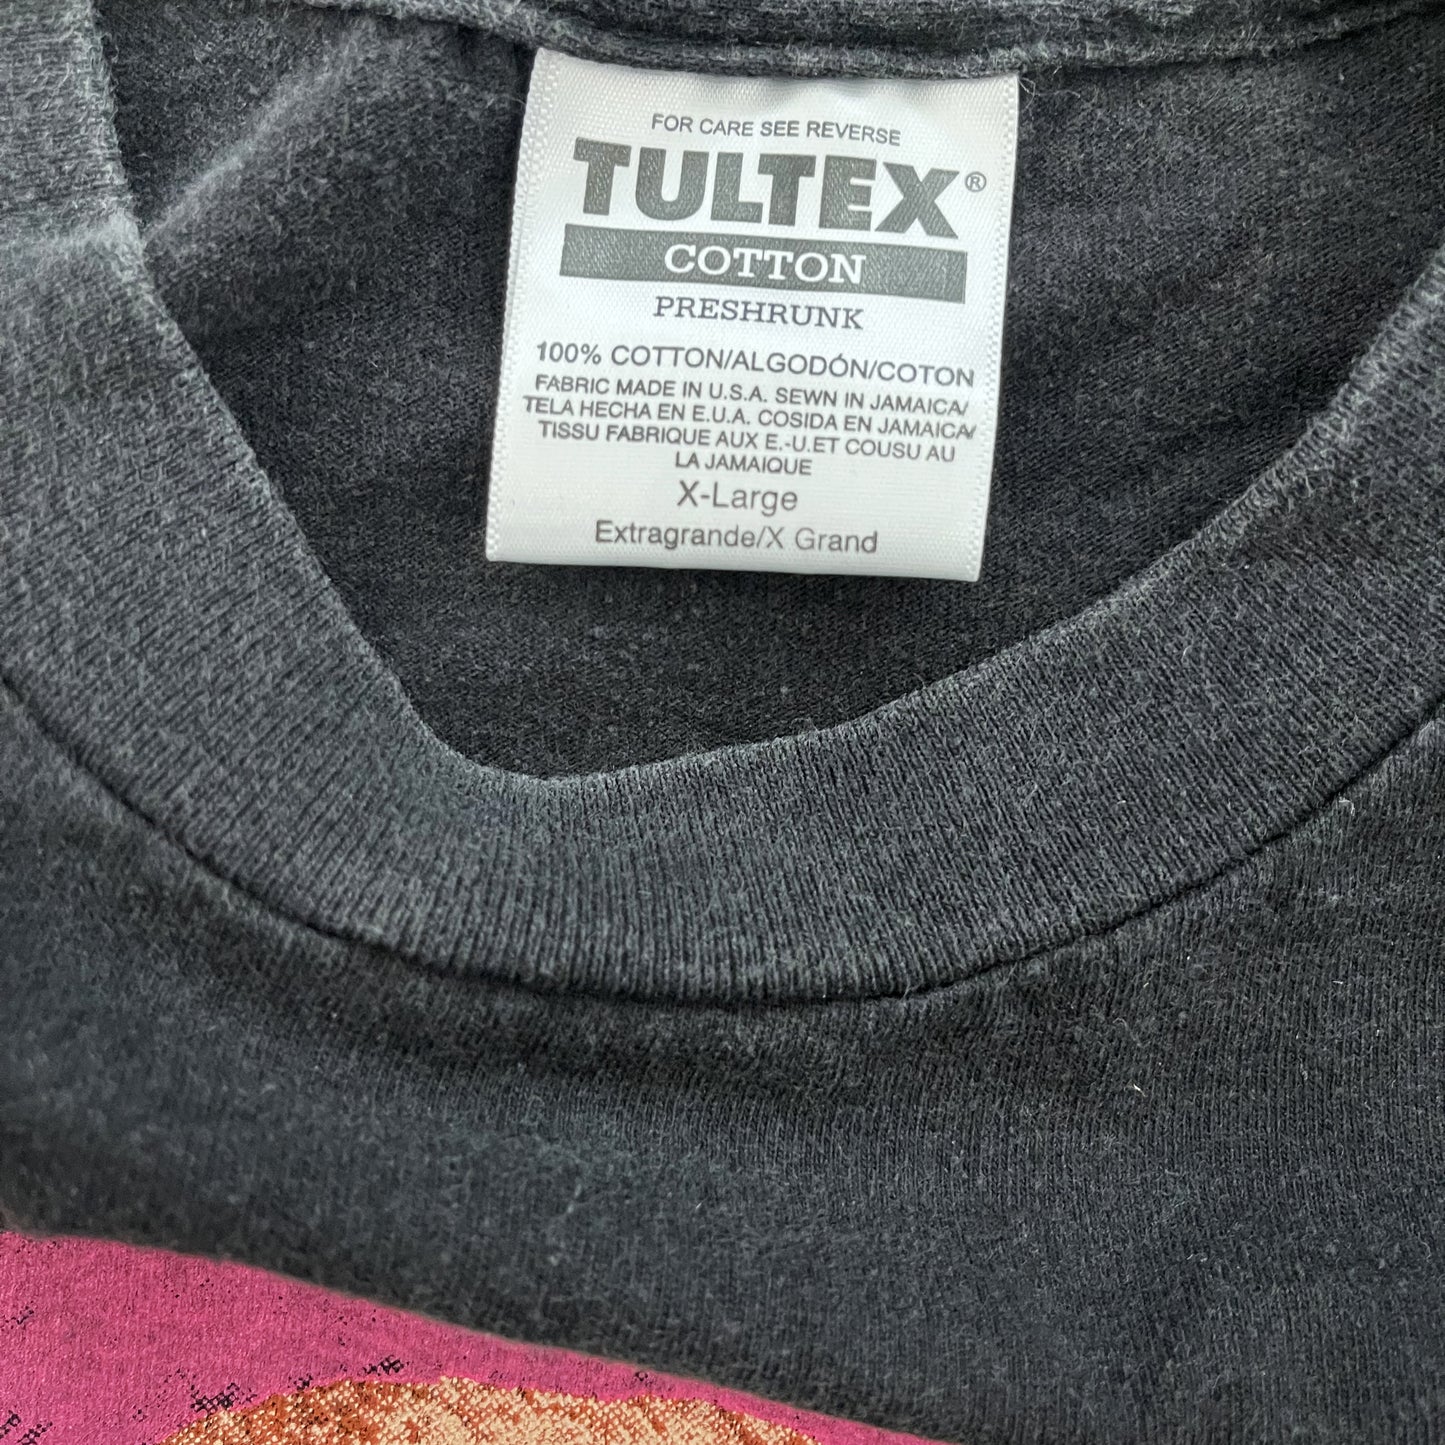 FOR CARE SEE REVERSE
TULTEX®
COTTON
PRESHRUNK
100% COTTON/ALGODÓN/COTON
FABRIC MADE IN U.S.A. SEWN IN JAMAICA/
TELA HECHA EN E.U.A. COSIDA EN JAMAICA/
TISSU FABRIQUE AUX E.-U.ET COUSU AU
LA JAMAIQUE
X-Large
Extragrande/X Grand